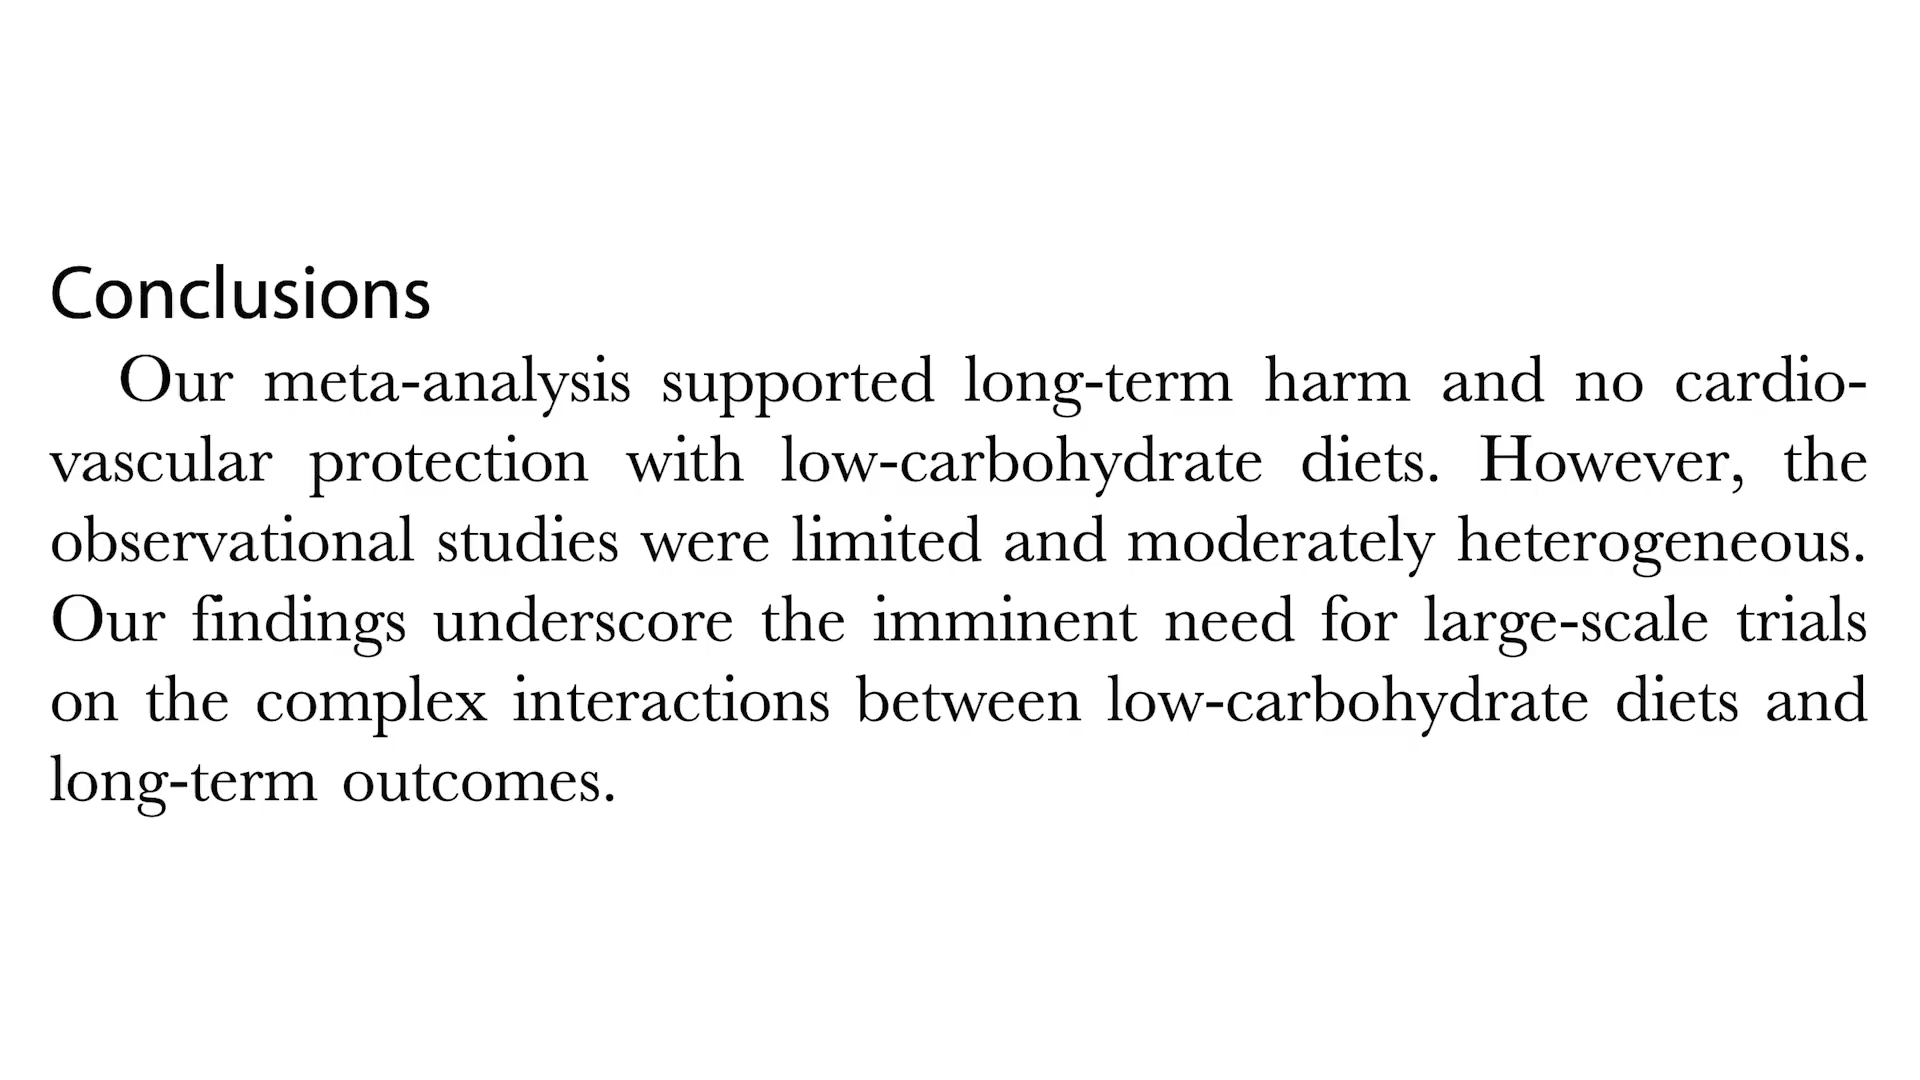 Conclusions
Our meta-analysis supported long-term harm and no cardio-
vascular protection with low-carbohydrate diets. However, the
observational studies were limited and moderately heterogeneous.
Our findings underscore the imminent need for large-scale trials
on the complex interactions between low-carbohydrate diets and
long-term outcomes.